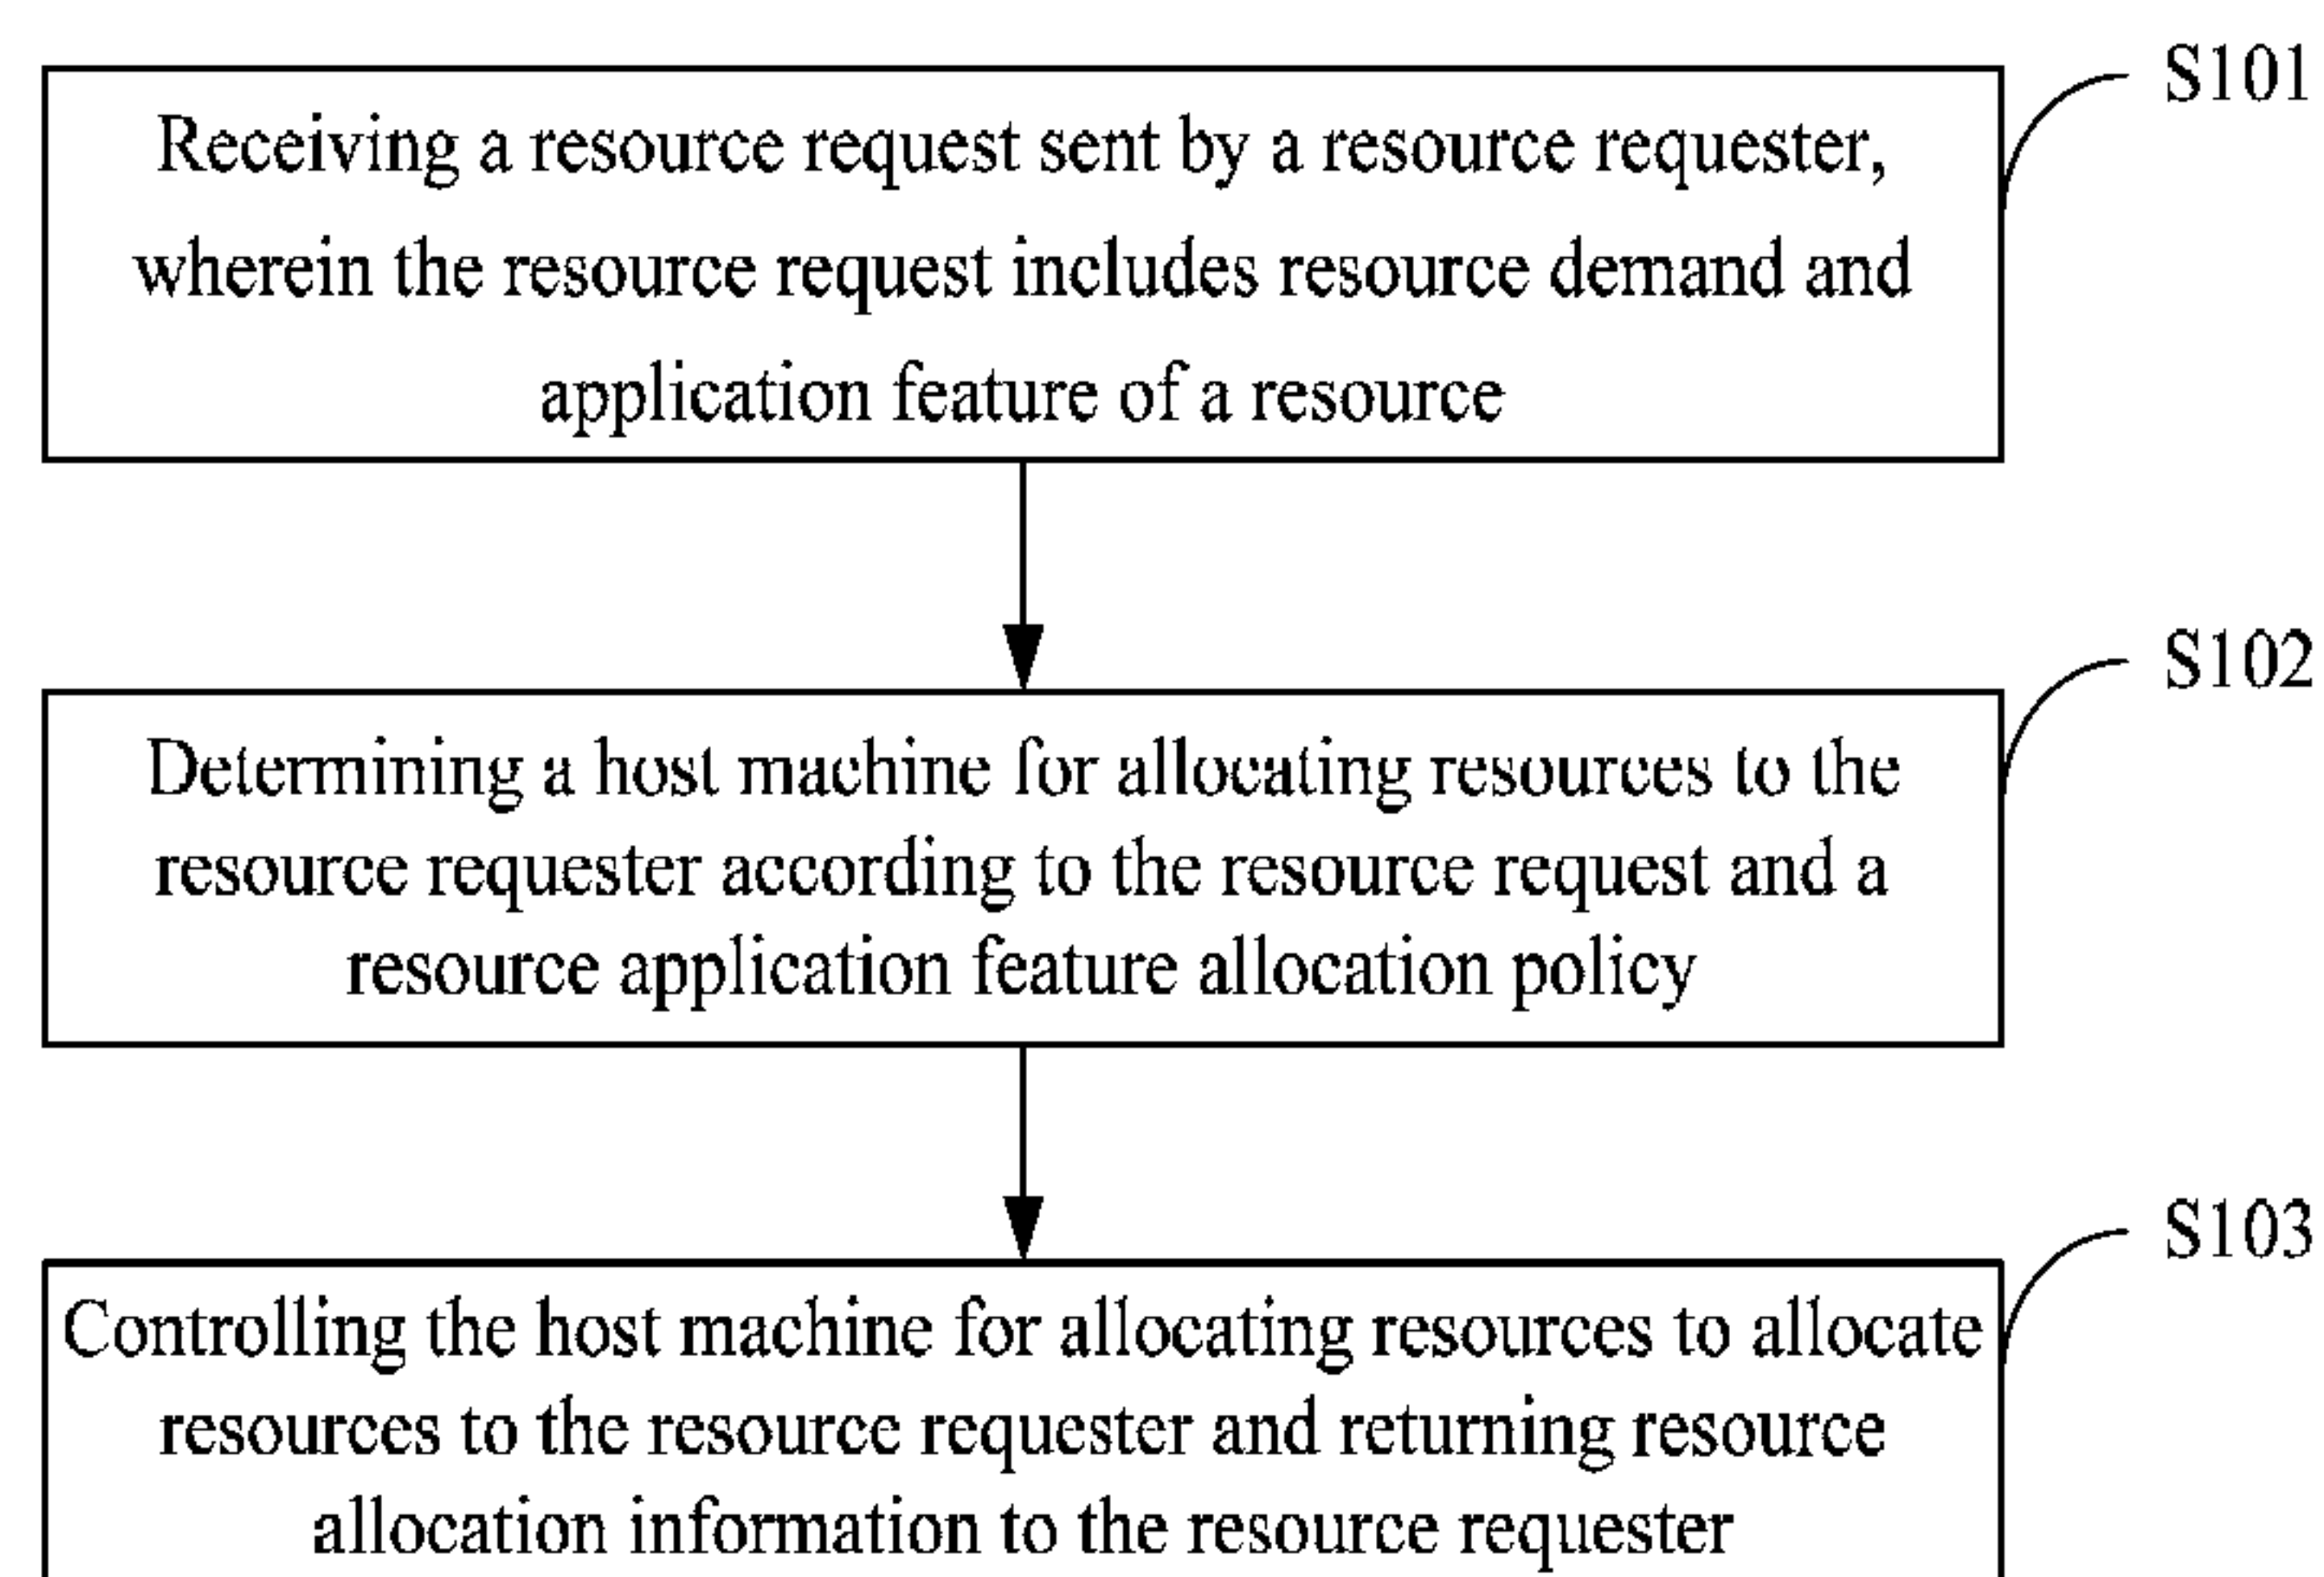 S101
Receiving a resource request sent by a resource requester,
wherein the resource request includes resource demand and
application feature of a resource
S102
Determining a host machine for allocating resources to the
resource requester according to the resource request and a
resource application feature allocation policy
S103
Controlling the host machine for allocating resources to allocate
resources to the resource requester and returning resource
allocation information to the resource requester